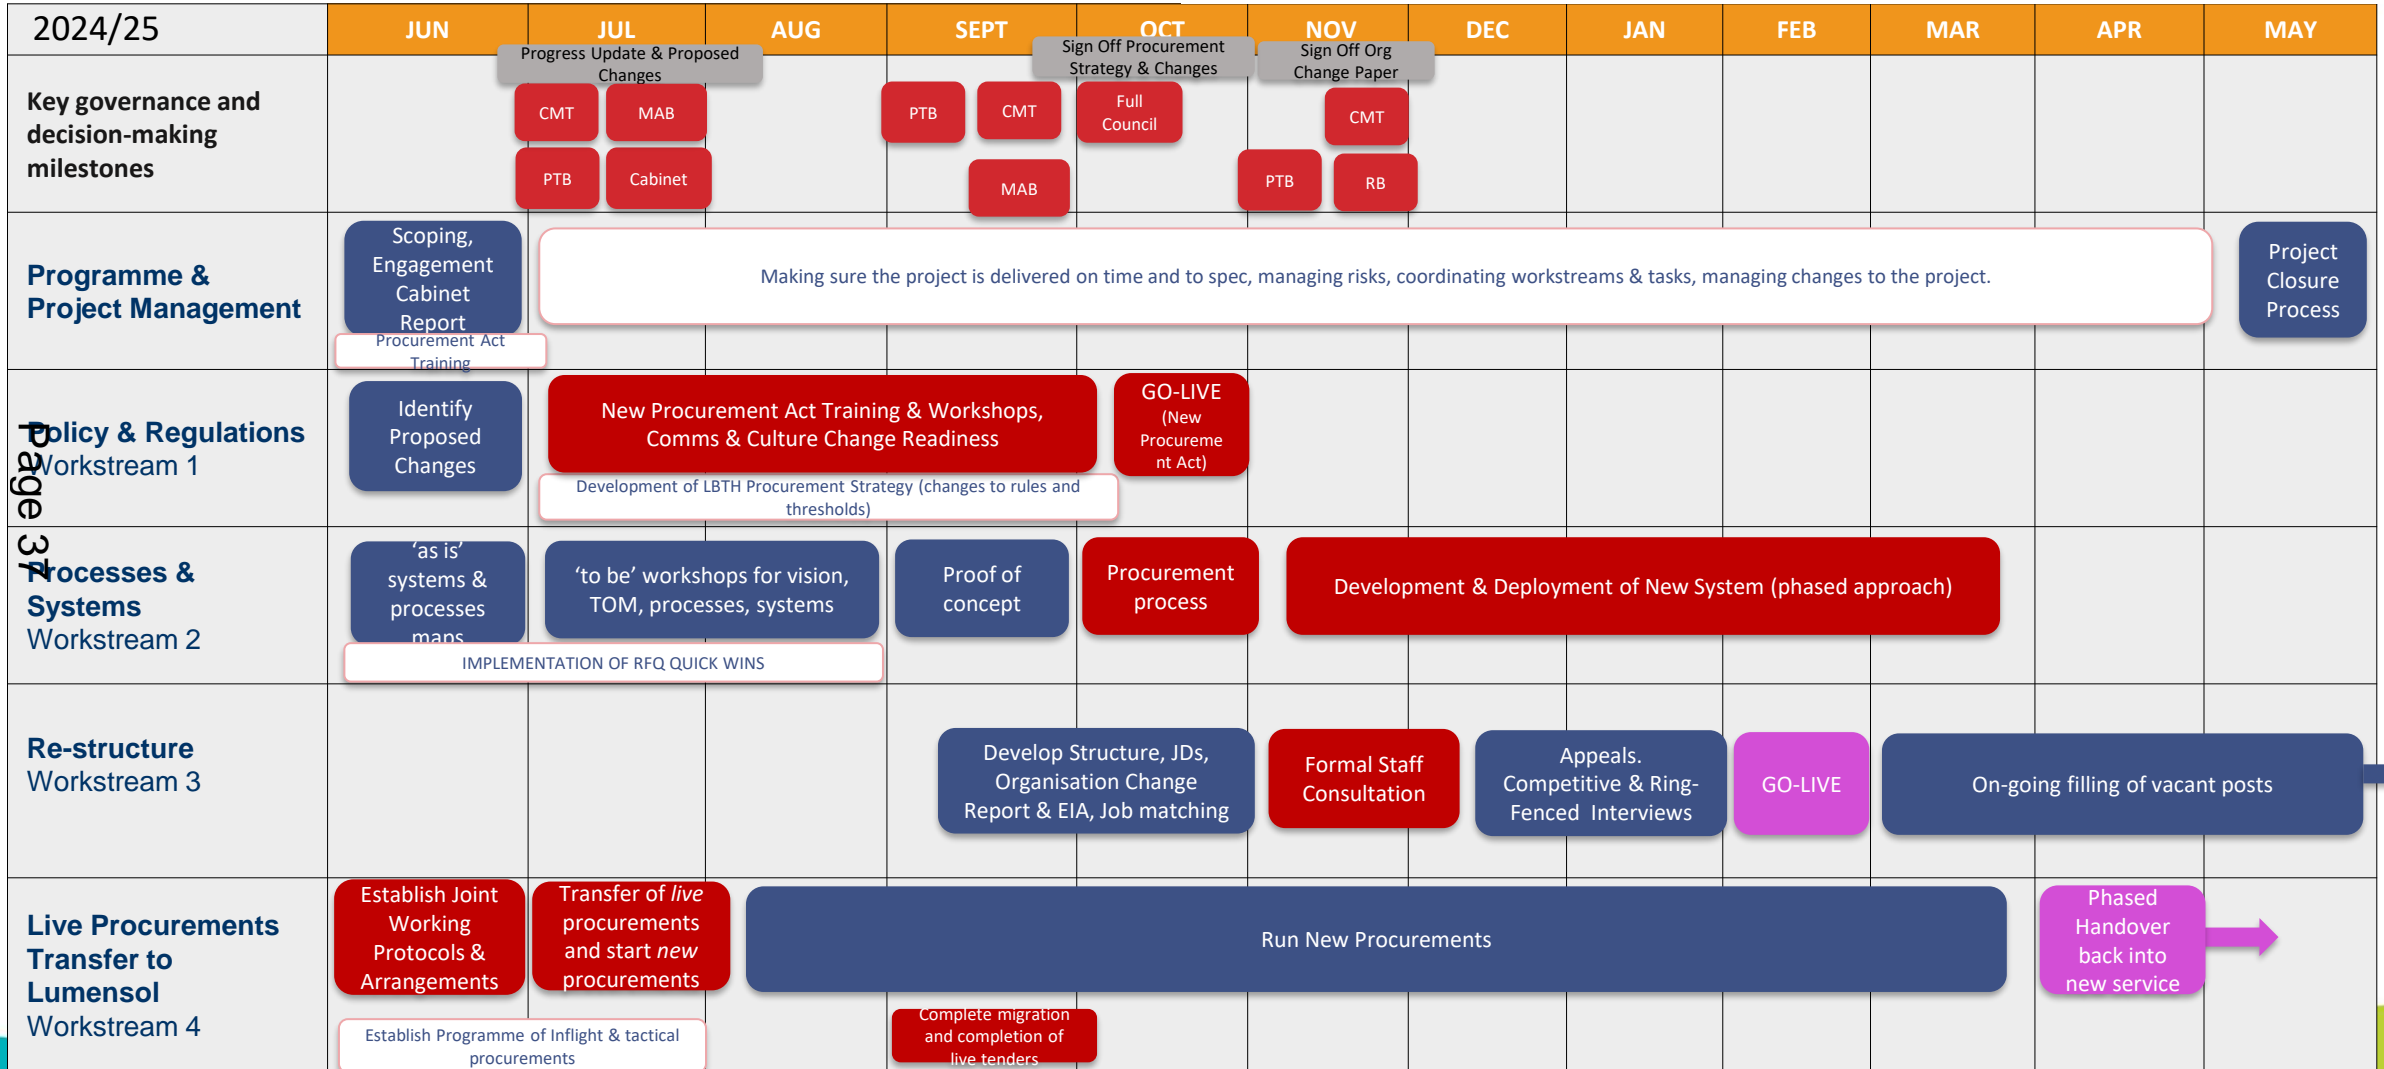 2024/25
JUN
JUL
AUG
SEPT
OCT
NOV
DEC
JAN
FEB
MAR
APR
MAY
Progress Update & Proposed
Changes
Sign Off Procurement
Strategy & Changes
Sign Off Org
Change Paper
Key governance and
decision-making
milestones
CMT
MAB
PTB
Cabinet
PTB
CMT
MAB
Full
Council
CMT
PTB
RB
Programme &
Project Management
Scoping,
Engagement
Cabinet
Report
Procurement Act
Training
Making sure the project is delivered on time and to spec, managing risks, coordinating workstreams & tasks, managing changes to the project.
Project
Closure
Process
Policy & Regulations
Workstream 1
Identify
Proposed
Changes
New Procurement Act Training & Workshops,
Comms & Culture Change Readiness
Development of LBTH Procurement Strategy (changes to rules and
thresholds)
GO-LIVE
(New
Procureme
nt Act)
Page 37
Processes &
Systems
Workstream 2
‘as is’
systems &
processes
maps
‘to be’ workshops for vision,
TOM, processes, systems
IMPLEMENTATION OF RFQ QUICK WINS
Proof of
concept
Procurement
process
Development & Deployment of New System (phased approach)
Re-structure
Workstream 3
Develop Structure, JDs,
Organisation Change
Report & EIA, Job matching
Formal Staff
Consultation
Appeals.
Competitive & Ring-
Fenced Interviews
GO-LIVE
On-going filling of vacant posts
Live Procurements
Transfer to
Lumensol
Workstream 4
Establish Joint
Working
Protocols &
Arrangements
Transfer of live
procurements
and start new
procurements
Establish Programme of Inflight & tactical
procurements
Run New Procurements
Complete migration
and completion of
live tenders
Phased
Handover
back into
new service